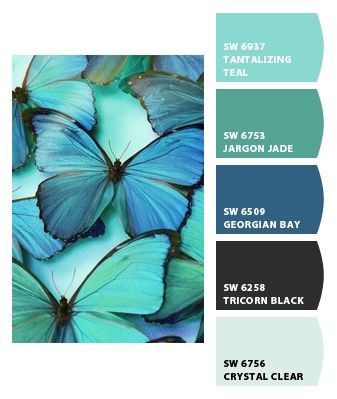 SW 6937
TANTALIZING
TEAL
SW 6753
JARGON JADE
SW 6509
GEORGIAN BAY
SW 6258
TRICORN BLACK
SW 6756
CRYSTAL CLEAR